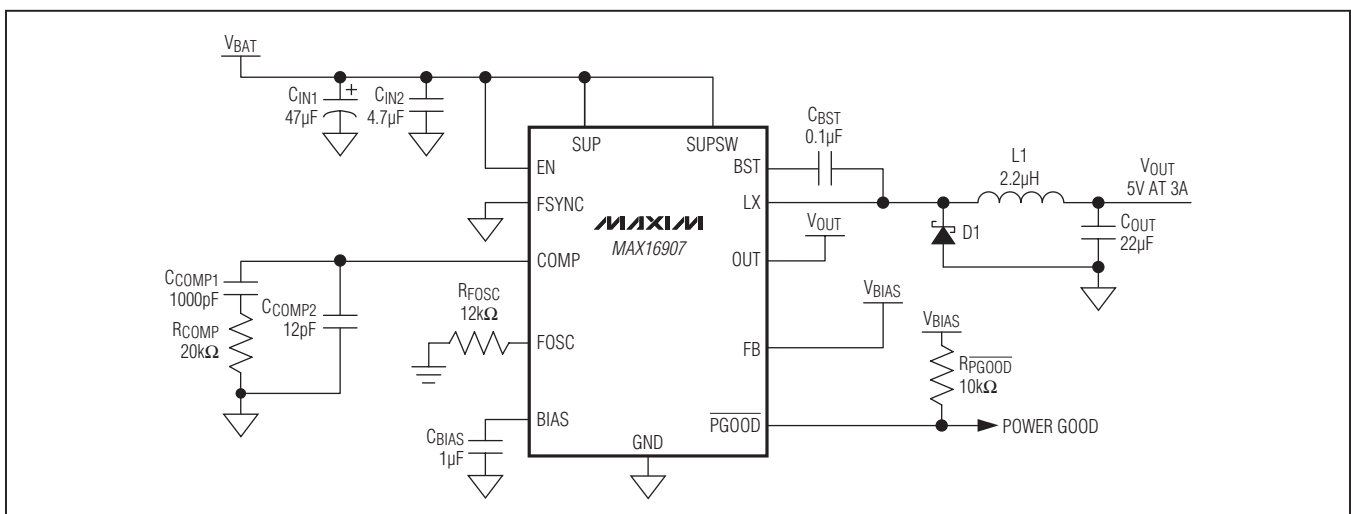 VBAT
CIN1
47µF
+
CIN2
4.7µF
SUP
SUPSW
EN
FSYNC
COMP
FOSC
BIAS
GND
BST
LX
OUT
FB
PGOOD
MAXIM
MAX16907
CBST
0.1µF
L1
2.2µH
VOUT
5V AT 3A
D1
COUT
22µF
VOUT
VBIAS
VBIAS
RPGOOD
10kΩ
POWER GOOD
CCOMP1
1000pF
CCOMP2
12pF
RCOMP
20kΩ
RFOSC
12kΩ
CBIAS
1µF